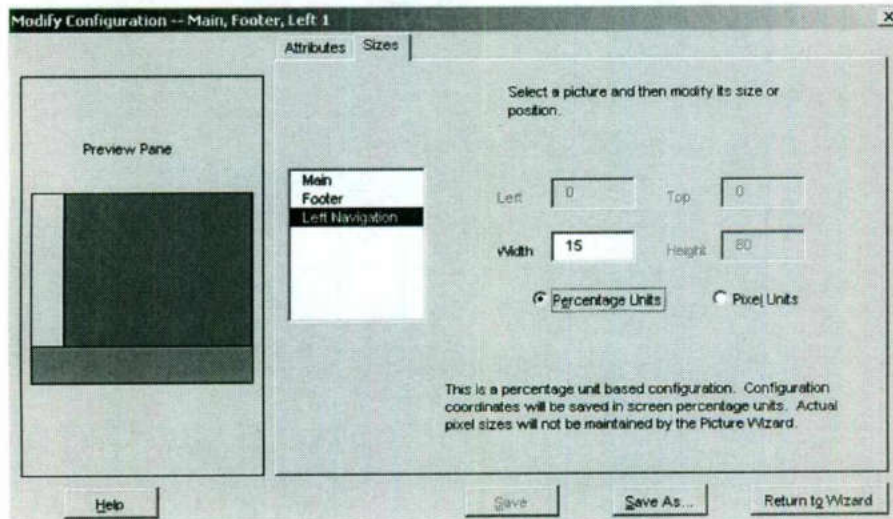 Modify Configuration -- Main, Footer, Left 1
Attributes
Sizes
Preview Pane
Select a picture and then modify its size or
position.
Main
Footer
Left Navigation
Left
0
Top
0
Width
15
Height
80
Percentage Units
Pixel Units
This is a percentage unit based configuration. Configuration
coordinates will be saved in screen percentage units. Actual
pixel sizes will not be maintained by the Picture Wizard.
Help
Save
Save As...
Return to Wizard